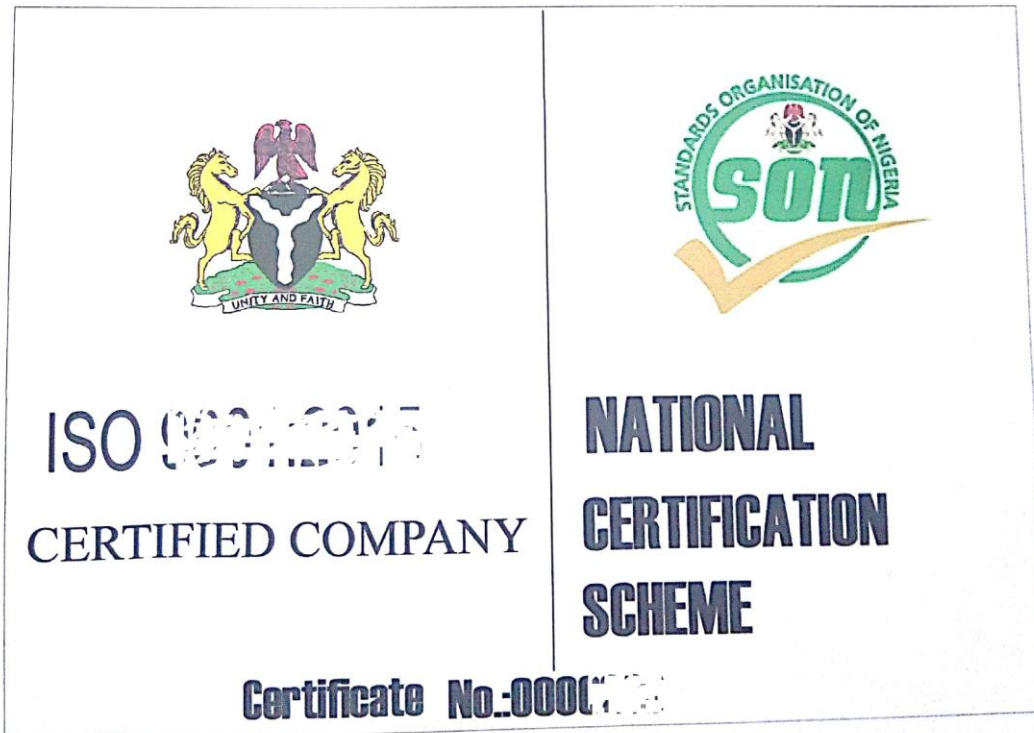 UNITY AND FAITH
ISO
CERTIFIED COMPANY
STANDARDS ORGANISATION OF NIGERIA
SON
NATIONAL
CERTIFICATION
SCHEME
Certificate No.: